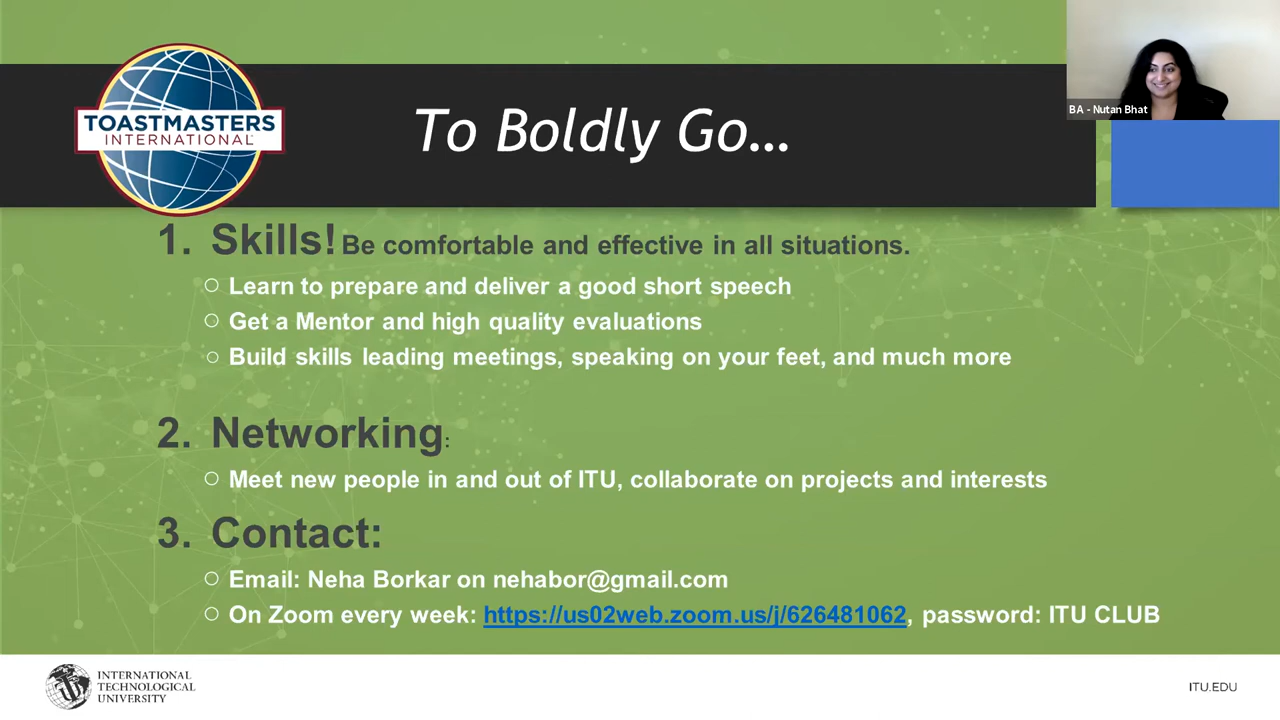 BA - Nutan Bhat
TOASTMASTERS
INTERNATIONAL
To Boldly Go...
1. Skills! Be comfortable and effective in all situations.
○ Learn to prepare and deliver a good short speech
○ Get a Mentor and high quality evaluations
○ Build skills leading meetings, speaking on your feet, and much more
2. Networking:
○ Meet new people in and out of ITU, collaborate on projects and interests
3. Contact:
○ Email: Neha Borkar on nehabor@gmail.com
○ On Zoom every week: https://us02web.zoom.us/j/626481062, password: ITU CLUB
INTERNATIONAL
TECHNOLOGICAL
UNIVERSITY
ITU.EDU